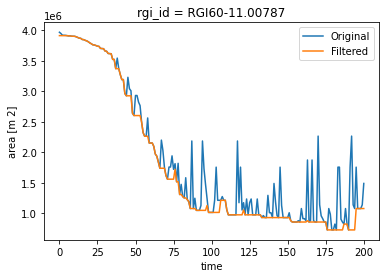 rgi_id = RGI60-11.00787
1e6
Original
Filtered
4.0
3.5
3.0
2.5
2.0
1.5
1.0
area [m 2]
0 25 50 75 100 125 150 175 200
time